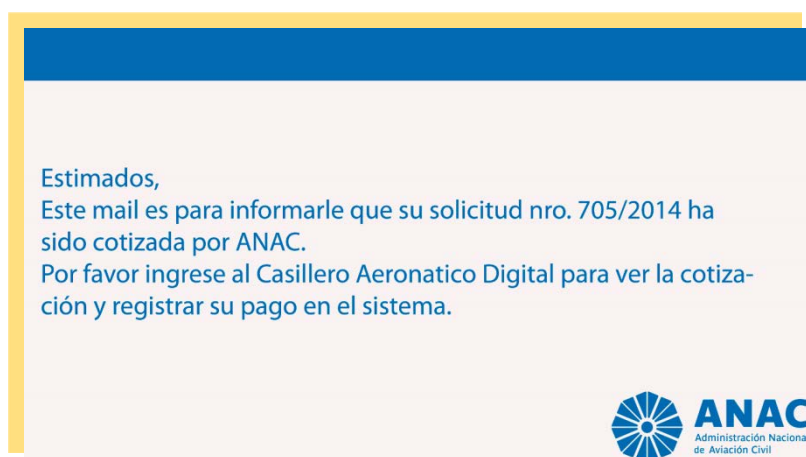 Estimados,
Este mail es para informarle que su solicitud nro. 705/2014 ha
sido cotizada por ANAC.
Por favor ingrese al Casillero Aeronatico Digital para ver la cotiza-
ción y registrar su pago en el sistema.
ANAC
Administración Naciona
de Aviación Civil